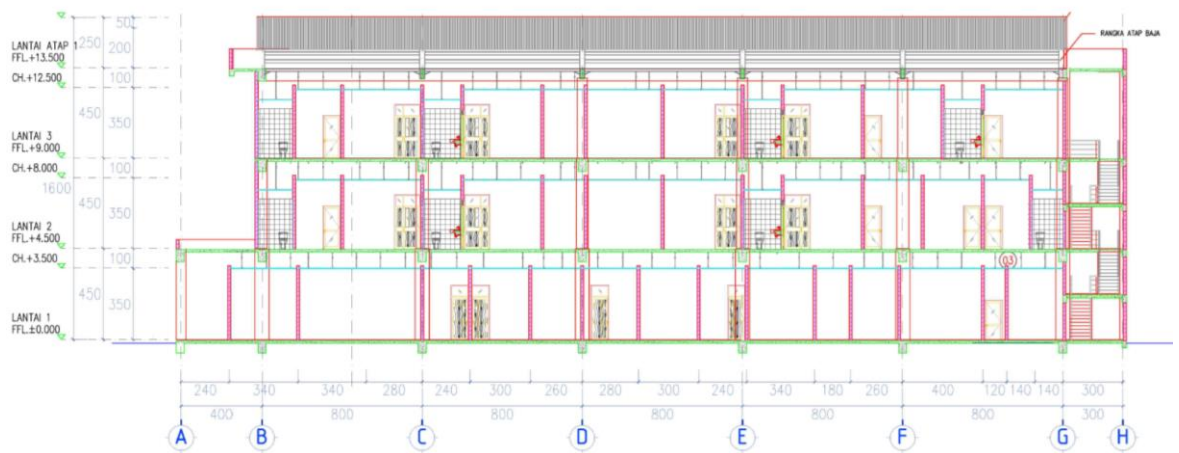 50
250
200
LANTAI ATAP 1
FFL.+13.500
RANGKA ATAP BAJA
CH.+12.500
100
450
350
LANTAI 3
FFL.+9.000
CH.+8.000
100
1600
450
350
LANTAI 2
FFL.+4.500
CH.+3.500
100
03
450
350
LANTAI 1
FFL.±0.000
240 340 340 280 240 300 260 280 300 240 340 180 260 400 120 140 140 300
400 800 800 800 800 800 300
A B C D E F G H